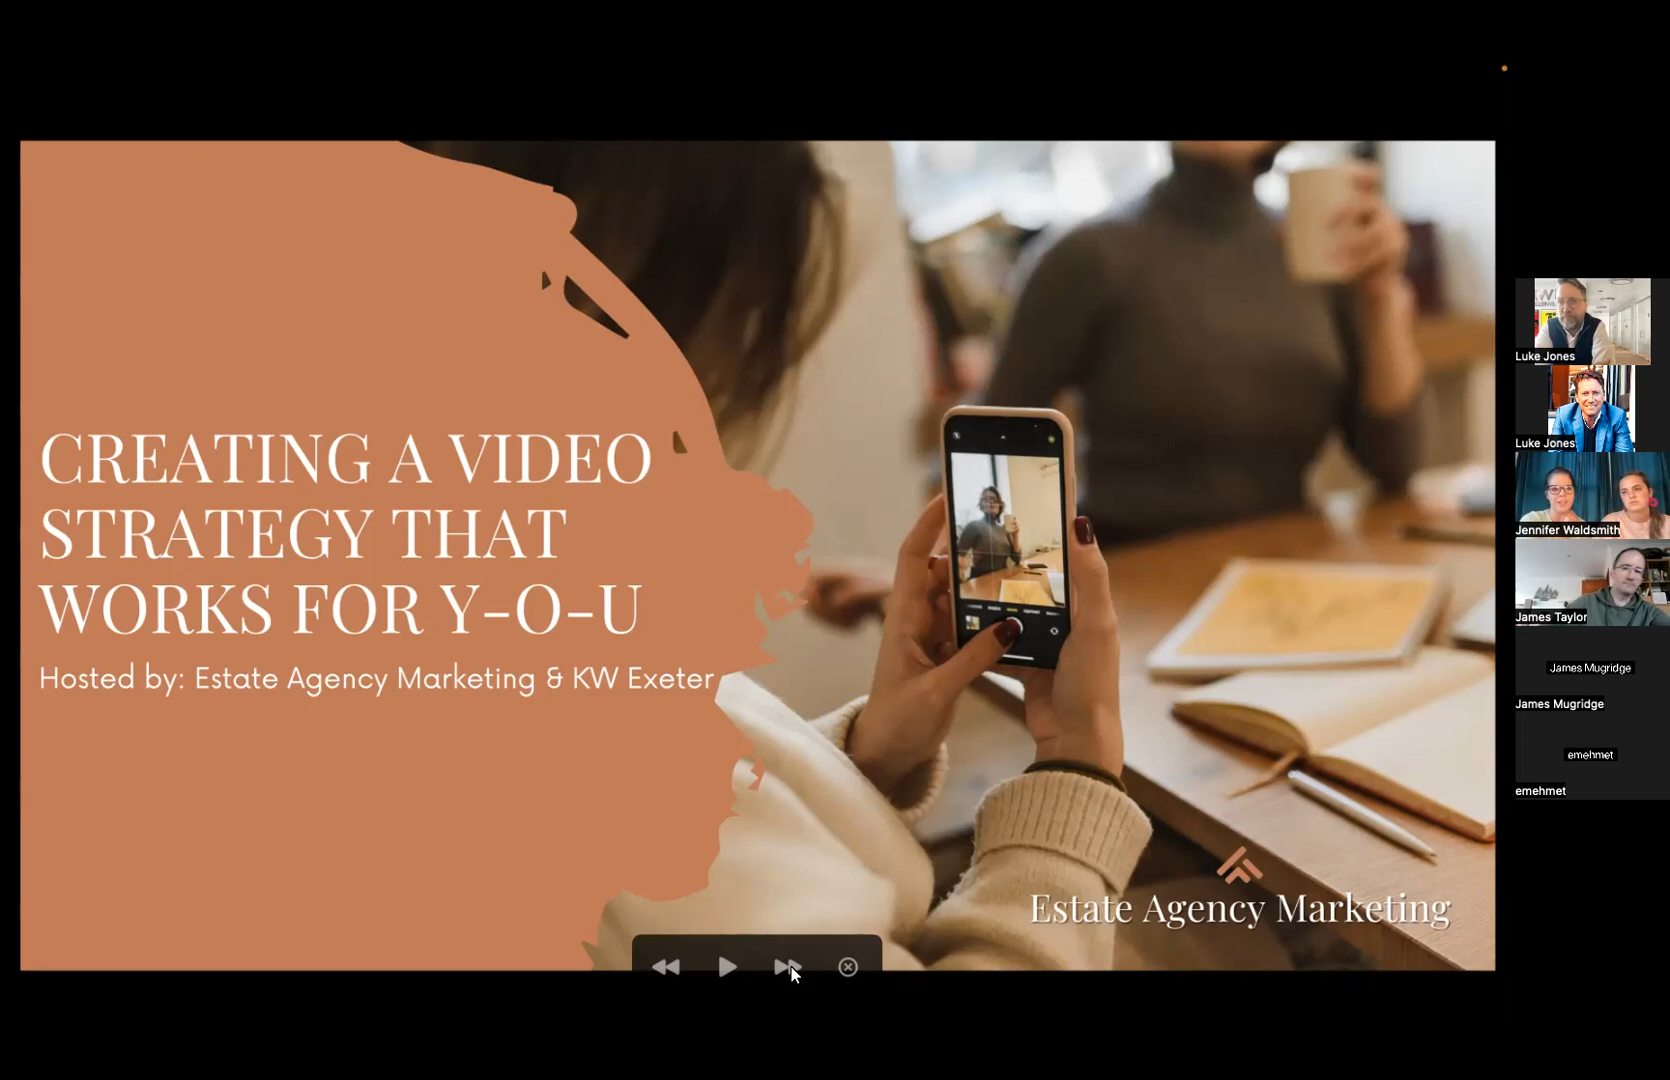 CREATING A VIDEO
STRATEGY THAT
WORKS FOR Y-O-U
Hosted by: Estate Agency Marketing & KW Exeter
Estate Agency Marketing
Luke Jones
Luke Jones
Jennifer Waldsmith
James Taylor
James Mugridge
James Mugridge
emehmet
emehmet